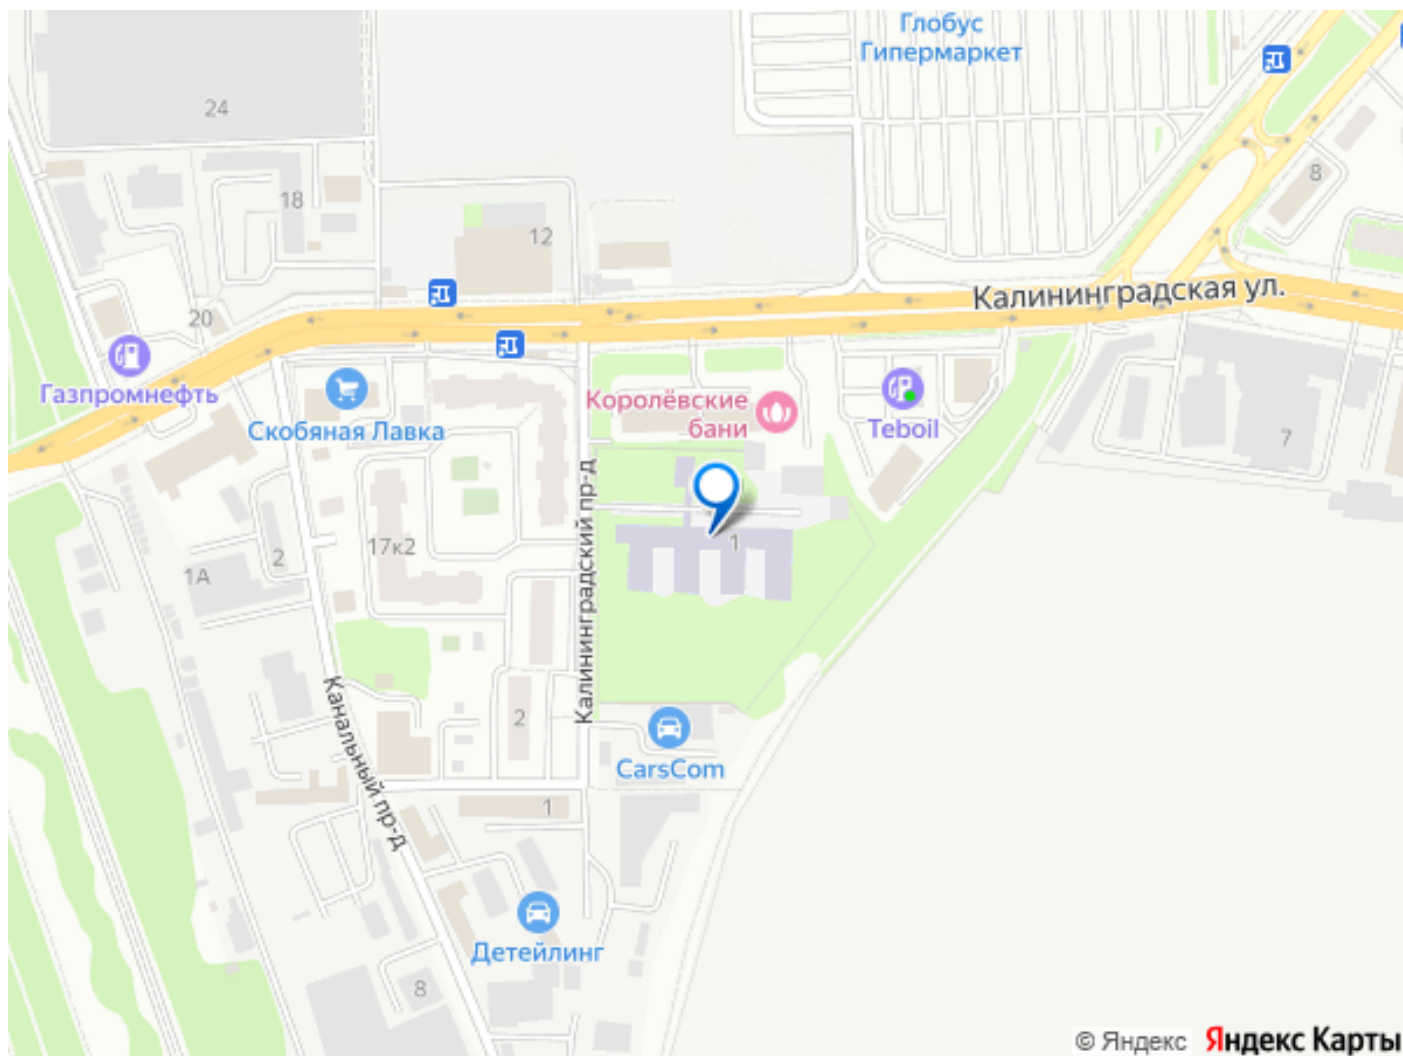 Глобус
Гипермаркет
24
8
18
12
Калининградская ул.
20
Газпромнефть
Скобяная Лавка
Королёвские
бани
Teboil
7
Калининградский пр-д
1
17к2
2
1А
Канальный пр-д
2
CarsCom
1
Детейлинг
8
© Яндекс Яндекс Карты